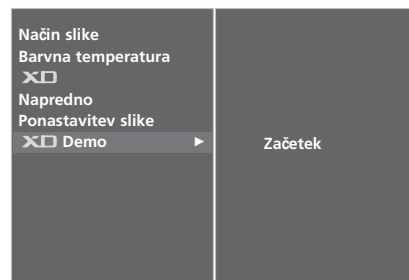 Način slike
Barvna temperatura
XD
Napredno
Ponastavitev slike
XD Demo ►
Začetek